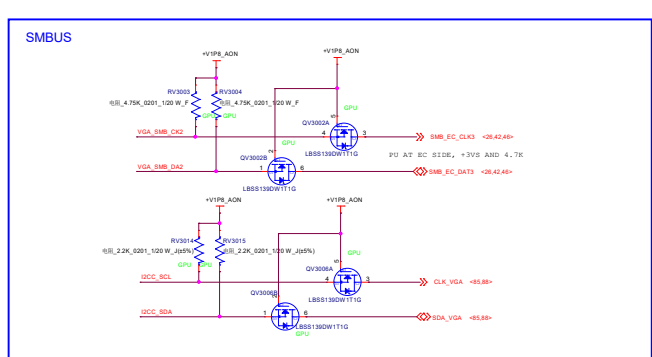 SMBUS
+V1P8_AON
+V1P8_AON
RV3003
RV3004
电阻_4.75K_0201_1/20 W_F
电阻_4.75K_0201_1/20 W_F
GPU
GPU
GPU
QV3002A
5
4
3
VGA_SMB_CK2
SMB_EC_CLK3 <26,42,46>
LBSS139DW1T1G
GPU
PU AT EC SIDE, +3VS AND 4.7K
QV3002B
2
1
6
VGA_SMB_DA2
SMB_EC_DAT3 <26,42,46>
LBSS139DW1T1G
+V1P8_AON
+V1P8_AON
RV3014
RV3015
电阻_2.2K_0201_1/20 W_J(±5%)
电阻_2.2K_0201_1/20 W_J(±5%)
GPU
GPU
GPU
QV3006A
5
4
3
I2CC_SCL
CLK_VGA <85,88>
LBSS139DW1T1G
QV3006B
2
1
6
I2CC_SDA
SDA_VGA <85,88>
LBSS139DW1T1G
GPU